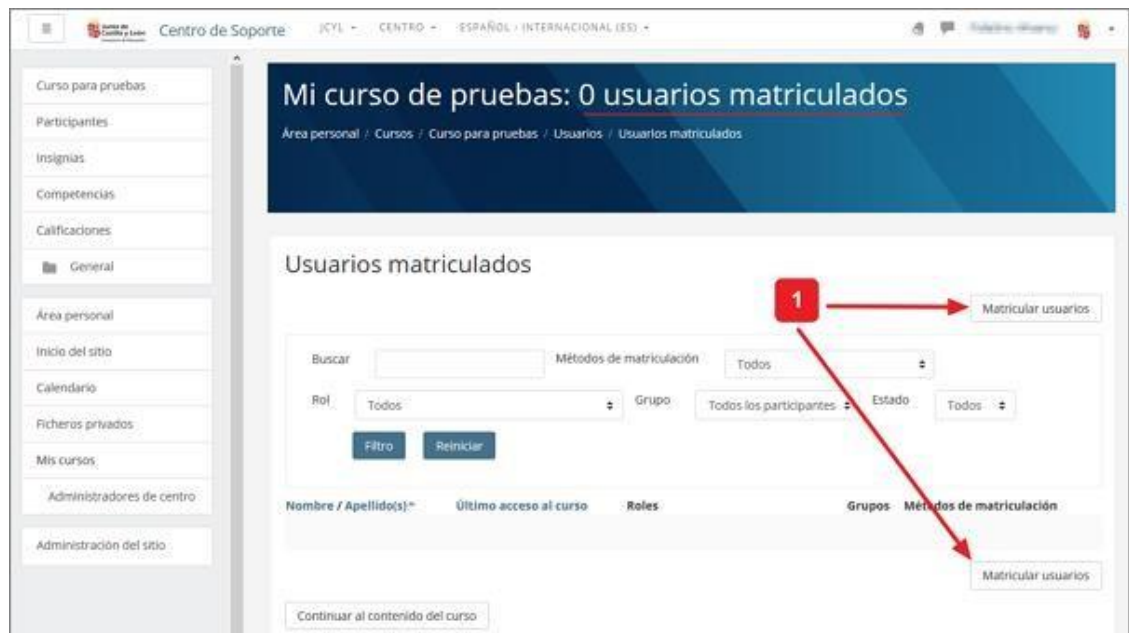 Junta de
Castilla y León
Centro de Soporte
JCYL
CENTRO
ESPAÑOL - INTERNACIONAL (ES)
Curso para pruebas
Participantes
Insignias
Competencias
Calificaciones
General
Área personal
Inicio del sitio
Calendario
Ficheros privados
Mis cursos
Administradores de centro
Administración del sitio
Mi curso de pruebas: 0 usuarios matriculados
Área personal / Cursos / Curso para pruebas / Usuarios / Usuarios matriculados
Usuarios matriculados
1
Matricular usuarios
Buscar
Métodos de matriculación
Todos
Rol
Todos
Grupo
Todos los participantes
Estado
Todos
Filtro
Reiniciar
Nombre / Apellido(s)
Último acceso al curso
Roles
Grupos
Métodos de matriculación
Matricular usuarios
Continuar al contenido del curso